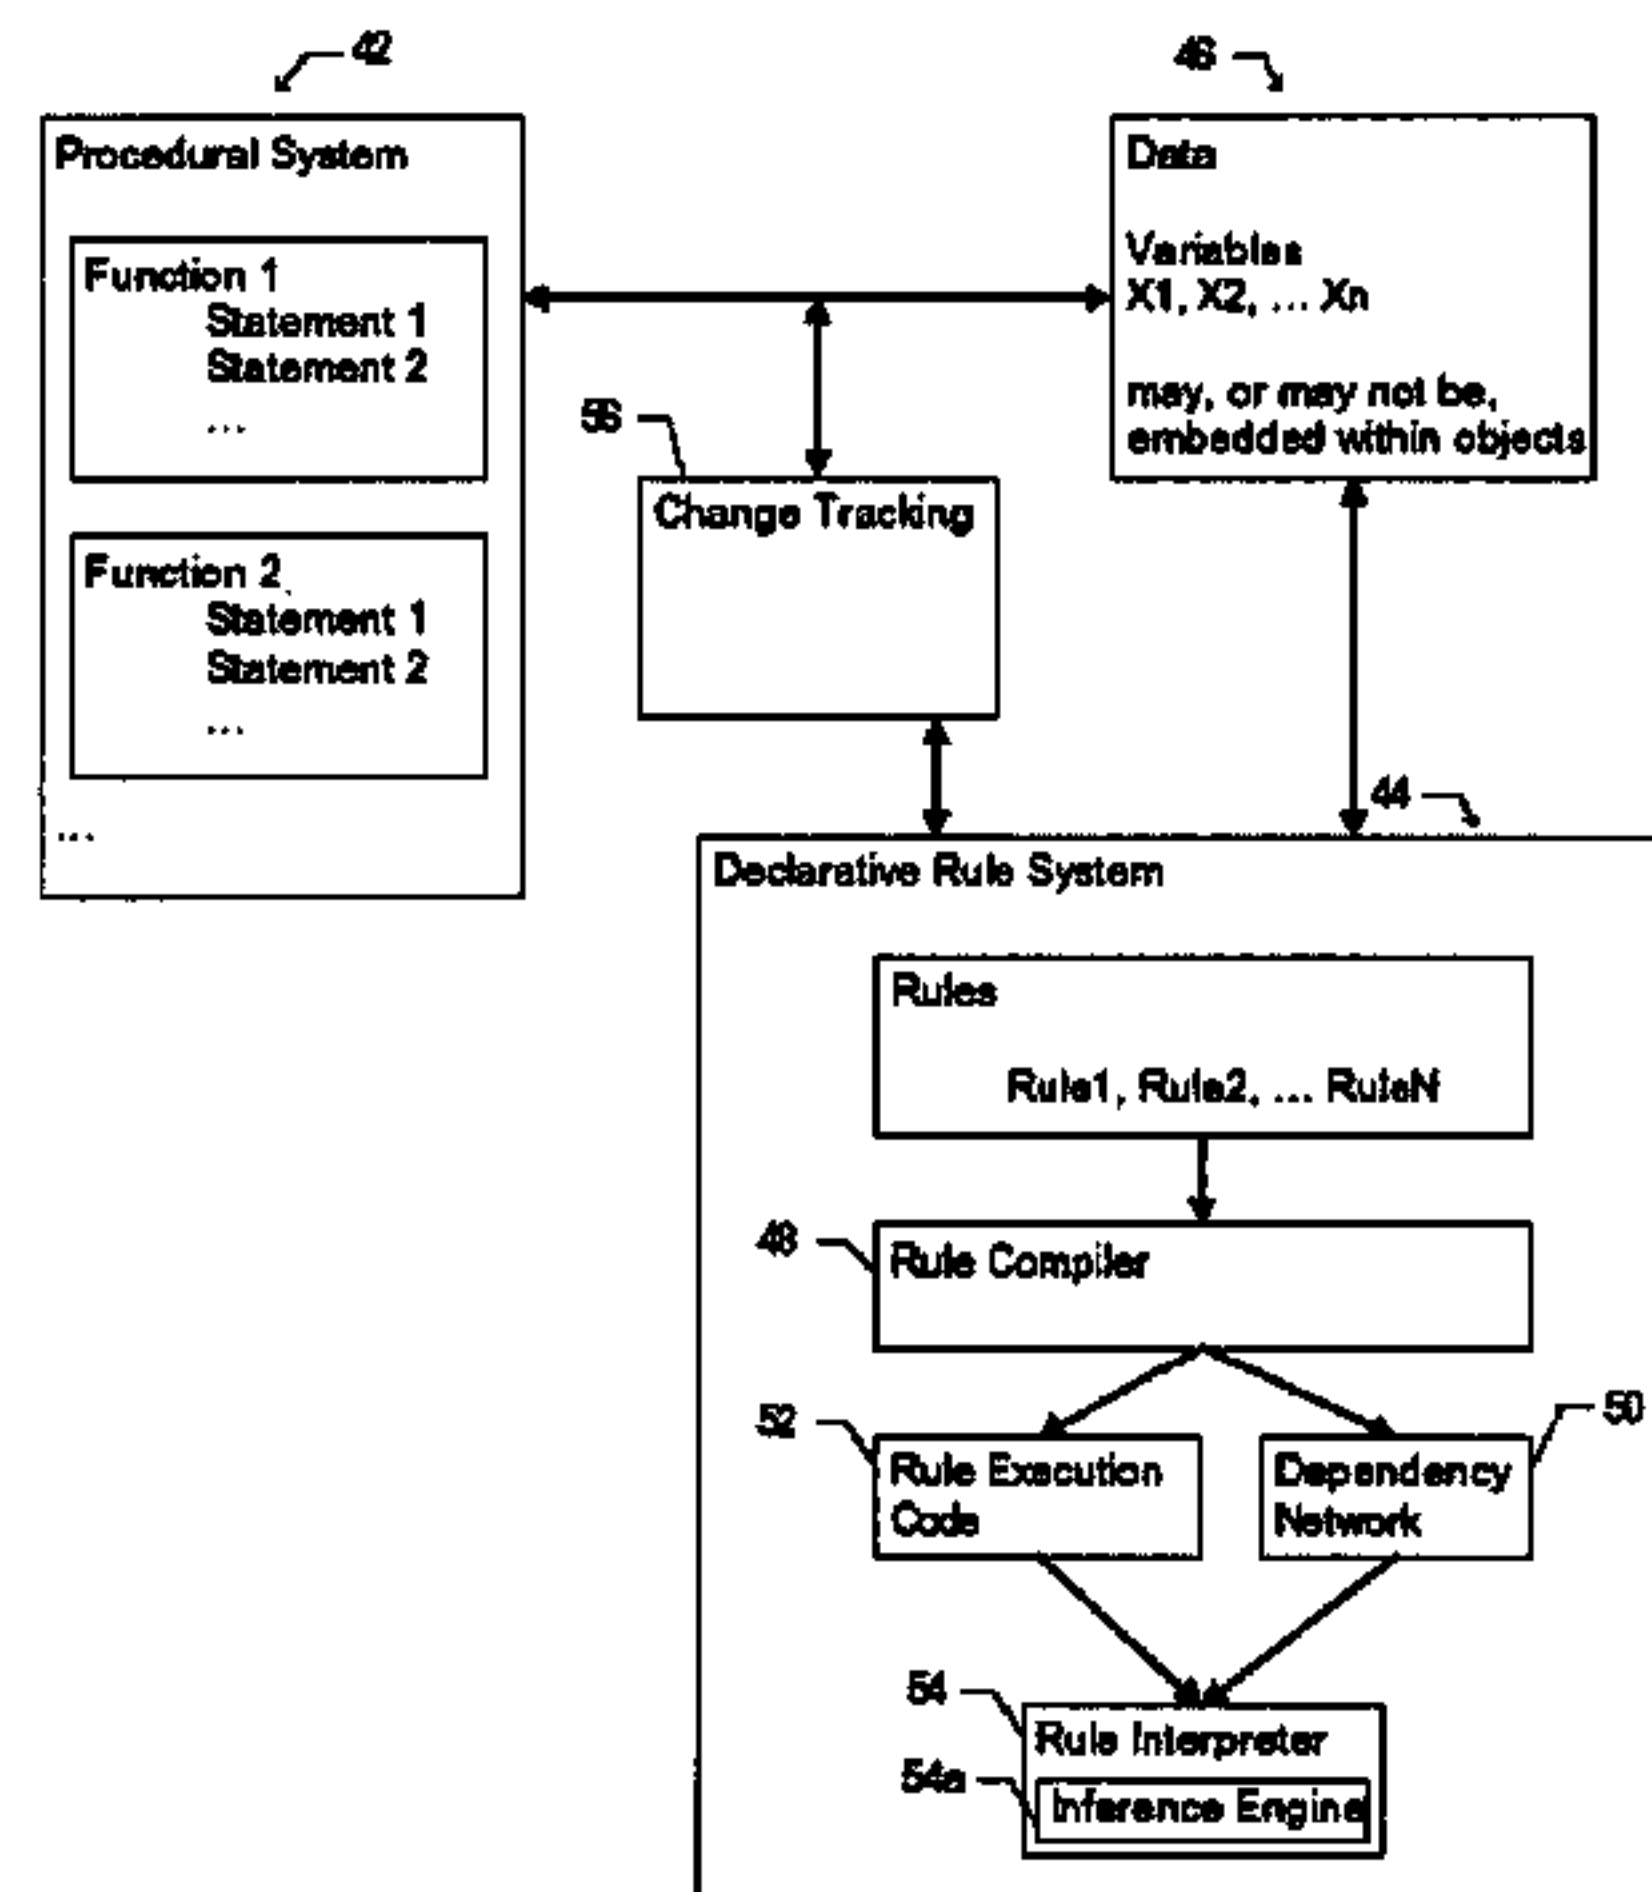 42
46
Procedural System
Function 1
Statement 1
Statement 2
...
Function 2
Statement 1
Statement 2
...
...
Data
Variables
X1, X2, ... Xn
may, or may not be,
embedded within objects
56
Change Tracking
44
Declarative Rule System
Rules
Rule1, Rule2, ... RuleN
48
Rule Compiler
52
Rule Execution
Code
50
Dependency
Network
54
Rule Interpreter
54a
Inference Engine